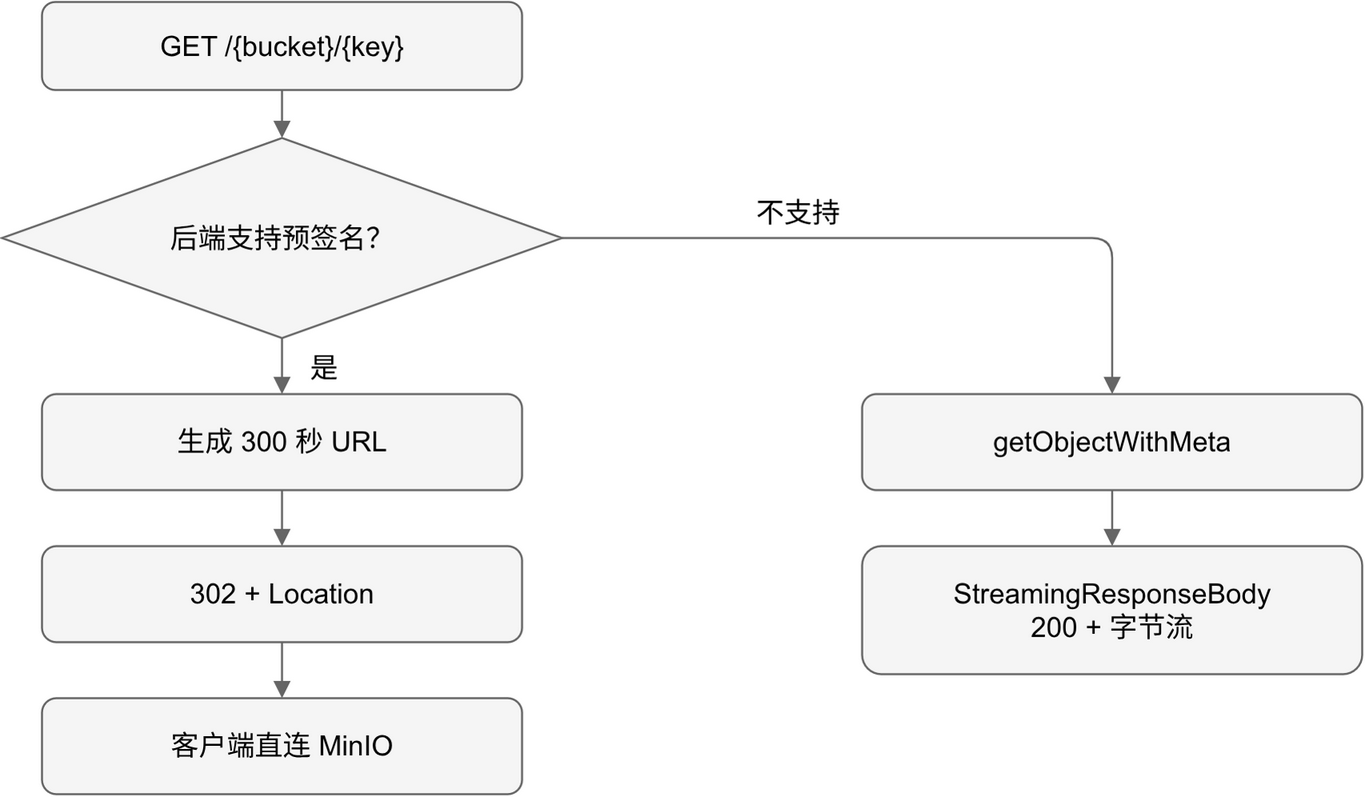 GET /{bucket}/{key}
后端支持预签名？
不支持
是
生成 300 秒 URL
getObjectWithMeta
302 + Location
StreamingResponseBody
200 + 字节流
客户端直连 MinIO